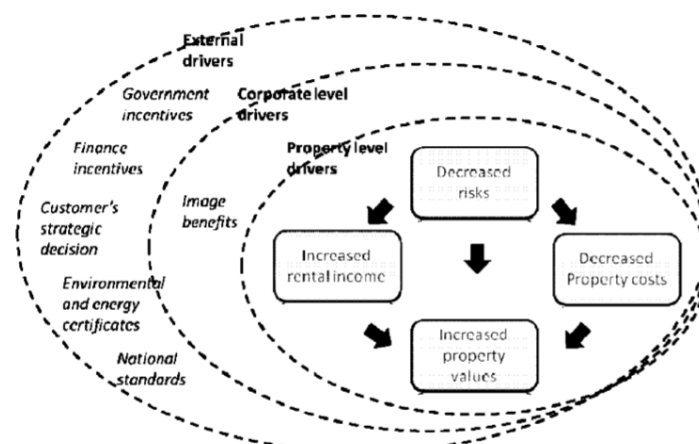 External
drivers
Government
incentives
Corporate level
drivers
Finance
incentives
Property level
drivers
Customer's
strategic
decision
Image
benefits
Environmental
and energy
certificates
National
standards
Decreased
risks
Increased
rental income
Decreased
Property costs
Increased
property
values